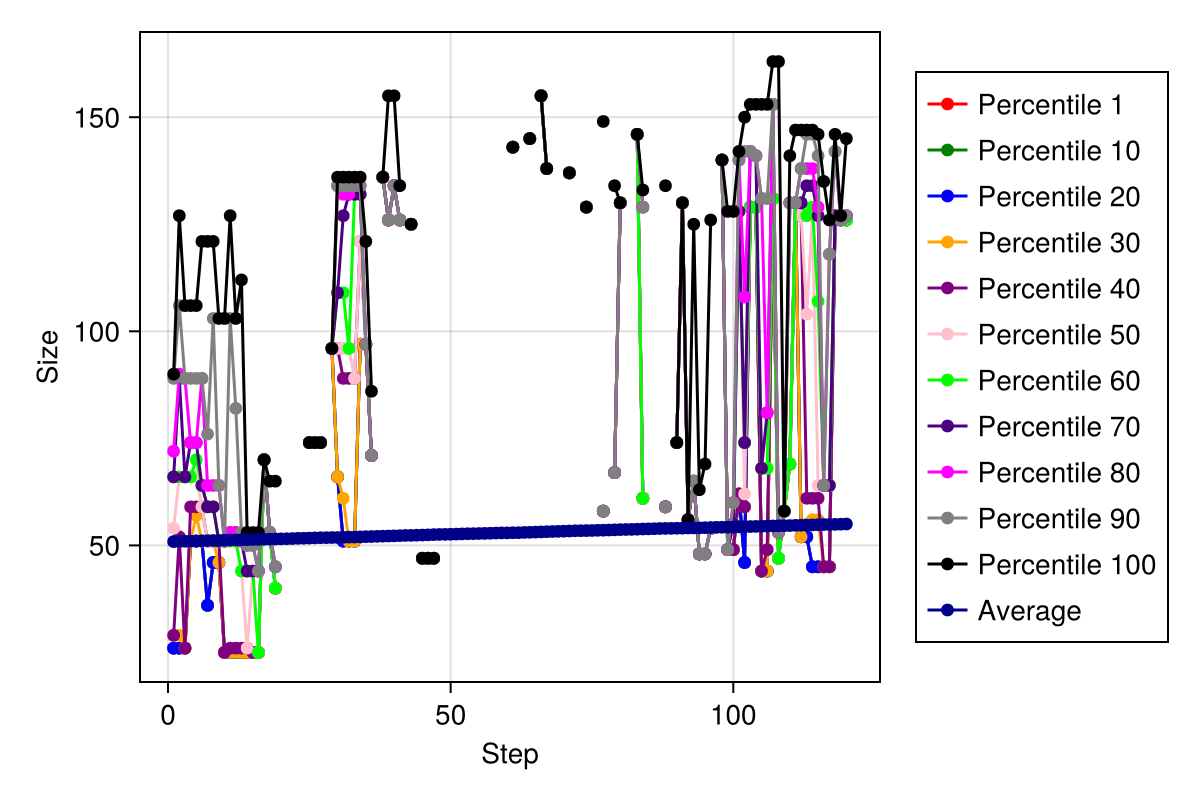 150
100
50
Size
0
50
100
Step
Percentile 1
Percentile 10
Percentile 20
Percentile 30
Percentile 40
Percentile 50
Percentile 60
Percentile 70
Percentile 80
Percentile 90
Percentile 100
Average